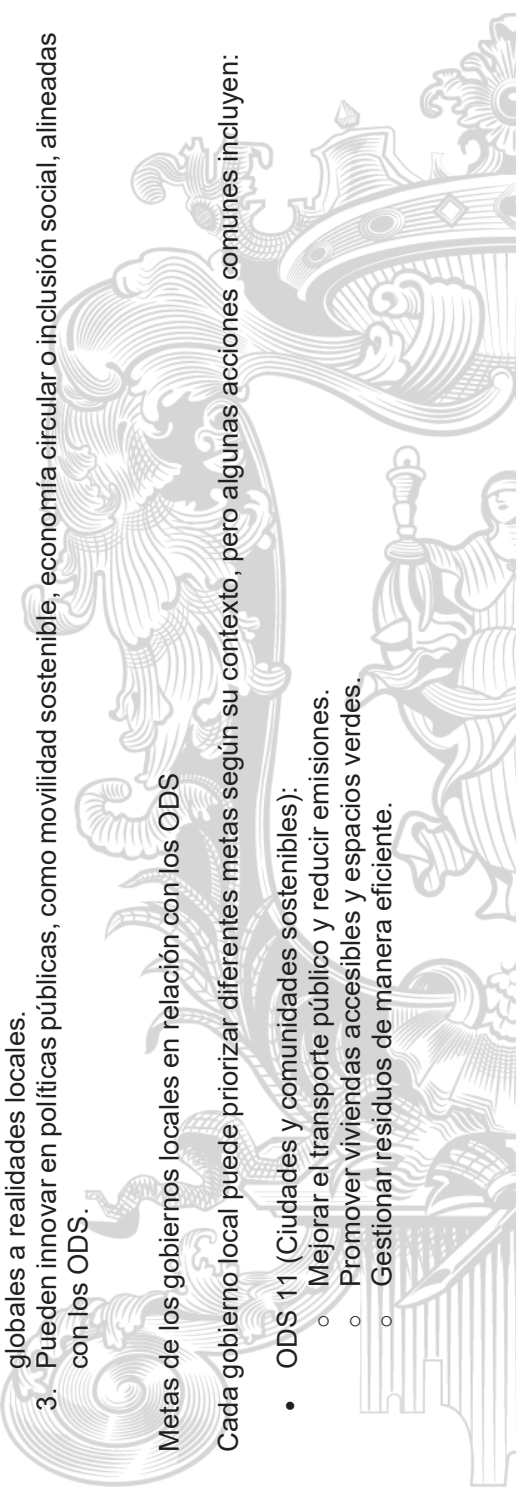 globales a realidades locales.
3. Pueden innovar en políticas públicas, como movilidad sostenible, economía circular o inclusión social, alineadas
con los ODS.
Metas de los gobiernos locales en relación con los ODS
Cada gobierno local puede priorizar diferentes metas según su contexto, pero algunas acciones comunes incluyen:
• ODS 11 (Ciudades y comunidades sostenibles):
○ Mejorar el transporte público y reducir emisiones.
○ Promover viviendas accesibles y espacios verdes.
○ Gestionar residuos de manera eficiente.